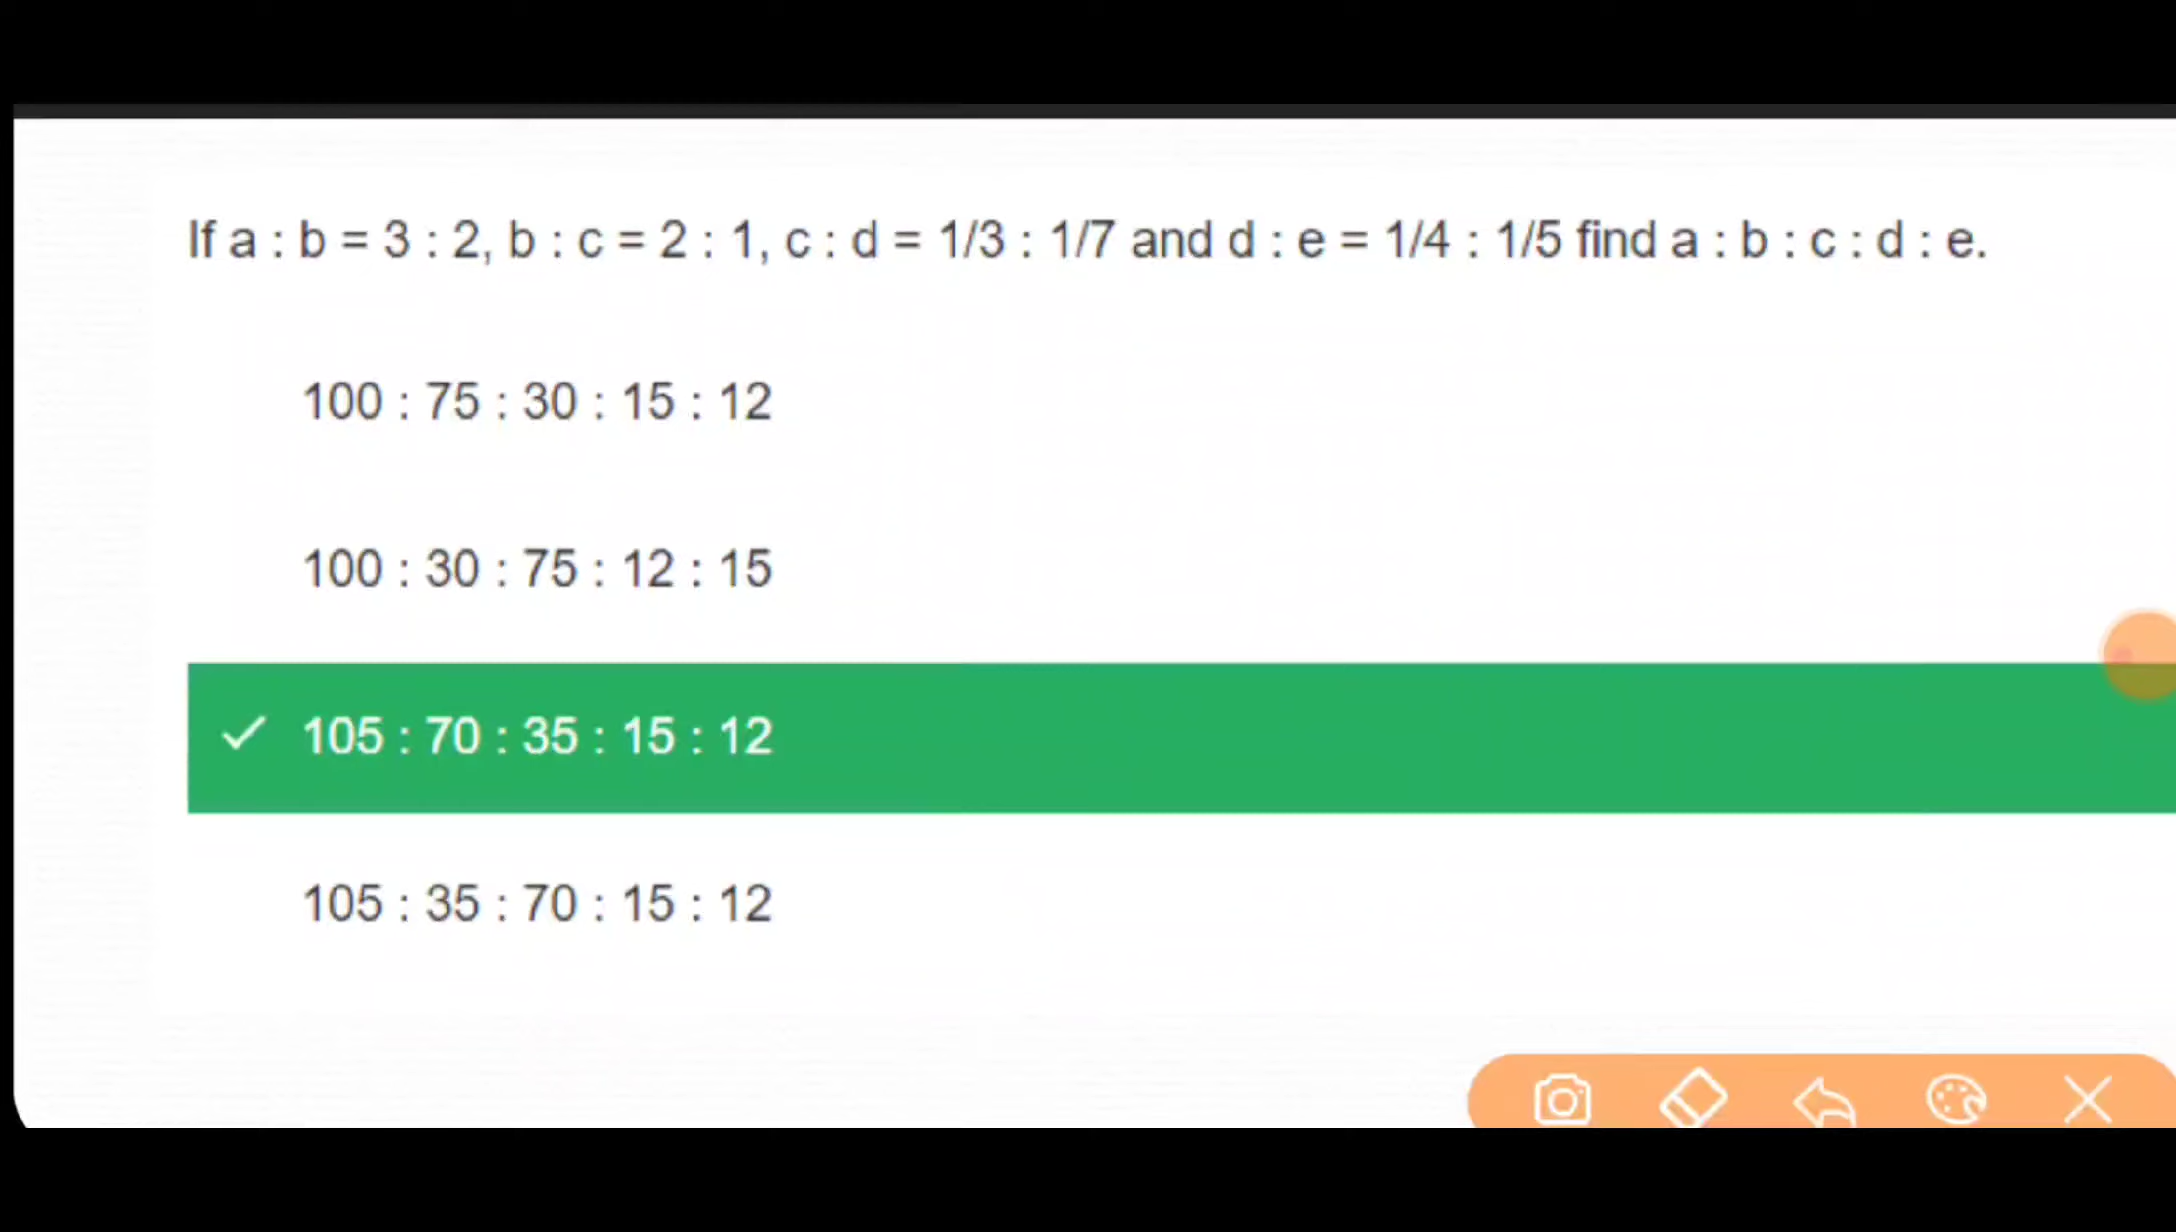 If a : b = 3 : 2, b : c = 2 : 1, c : d = 1/3 : 1/7 and d : e = 1/4 : 1/5 find a : b : c : d : e.
100 : 75 : 30 : 15 : 12
100 : 30 : 75 : 12 : 15
105 : 70 : 35 : 15 : 12
105 : 35 : 70 : 15 : 12